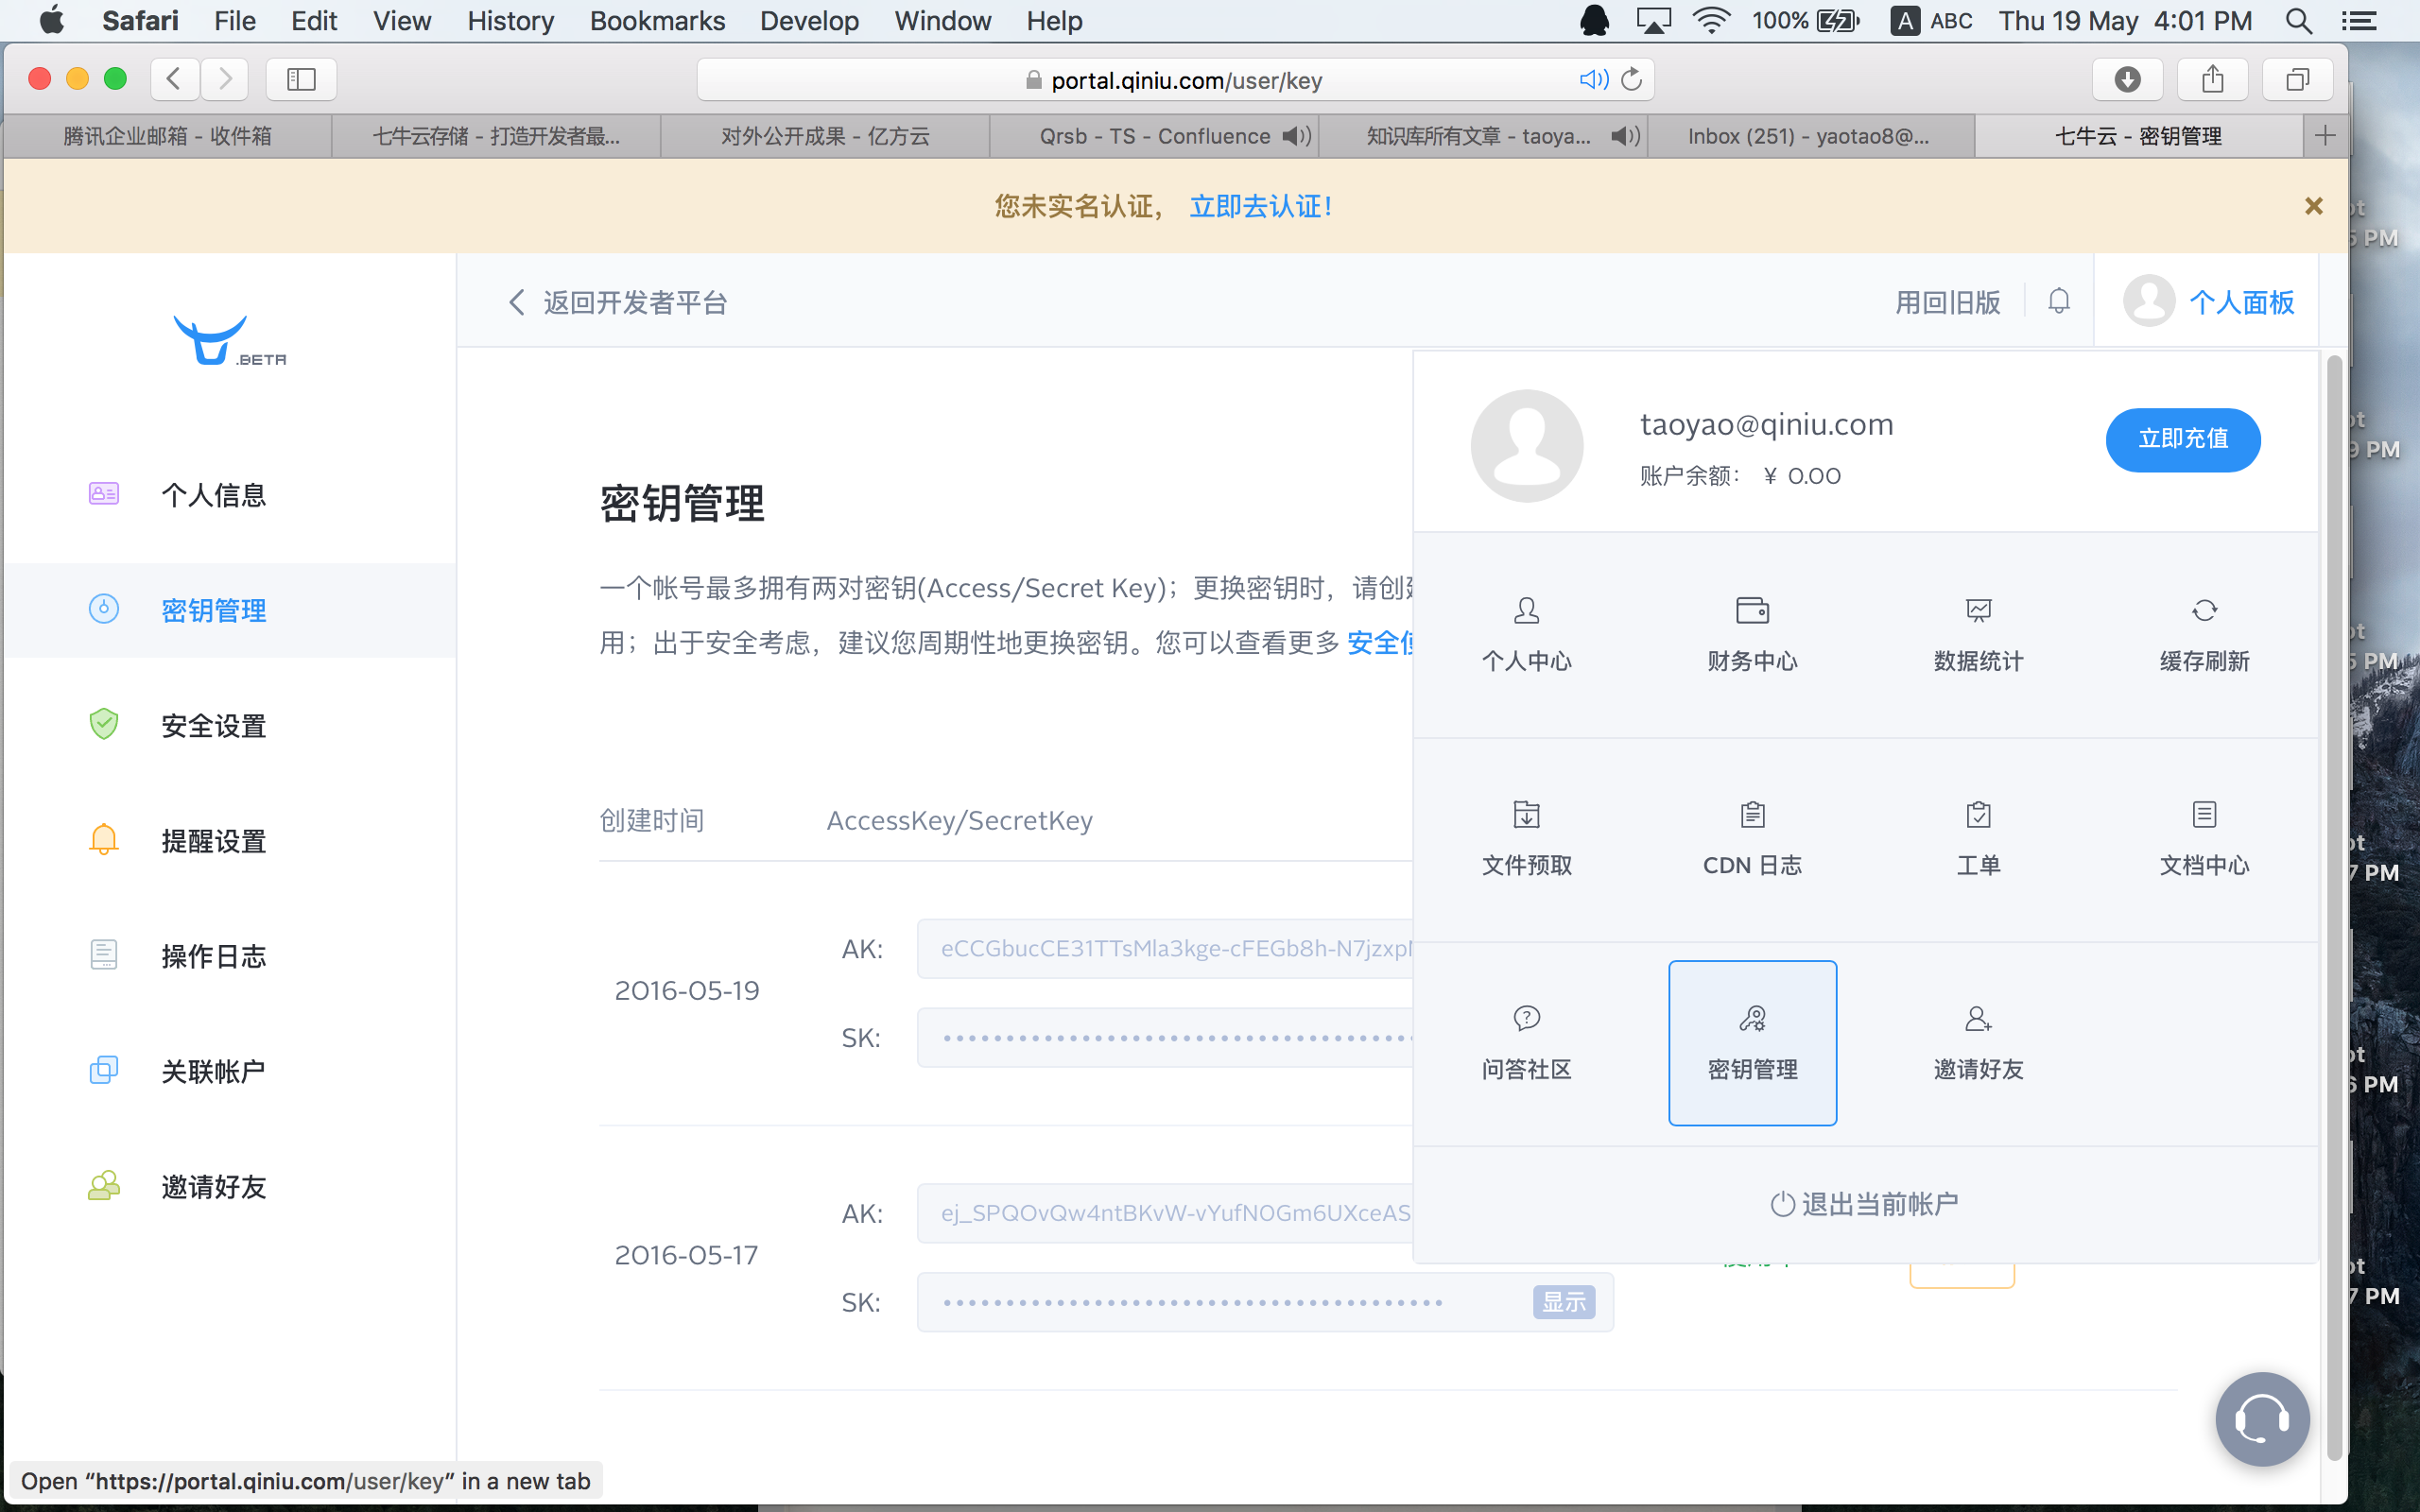 Safari File Edit View History Bookmarks Develop Window Help 100% A ABC Thu 19 May 4:01 PM
portal.qiniu.com/user/key
腾讯企业邮箱 - 收件箱
七牛云存储 - 打造开发者最...
对外公开成果 - 亿方云
Qrsb - TS - Confluence
知识库所有文章 - taoya...
Inbox (251) - yaotao8@...
七牛云 - 密钥管理
您未实名认证， 立即去认证！
.BETA
返回开发者平台
用回旧版
个人面板
个人信息
密钥管理
安全设置
提醒设置
操作日志
关联帐户
邀请好友
密钥管理
一个帐号最多拥有两对密钥(Access/Secret Key)；更换密钥时，请创
用；出于安全考虑，建议您周期性地更换密钥。您可以查看更多 安全
创建时间 AccessKey/SecretKey
2016-05-19
AK: eCCGbucCE31TTsMla3kge-cFEGb8h-N7jzxp
SK:
2016-05-17
AK: ej_SPQOvQw4ntBKvW-vYufN0Gm6UXceAS
SK: 显示
taoyao@qiniu.com
账户余额： ¥ 0.00
立即充值
个人中心
财务中心
数据统计
缓存刷新
文件预取
CDN 日志
工单
文档中心
问答社区
密钥管理
邀请好友
退出当前帐户
Open “https://portal.qiniu.com/user/key” in a new tab